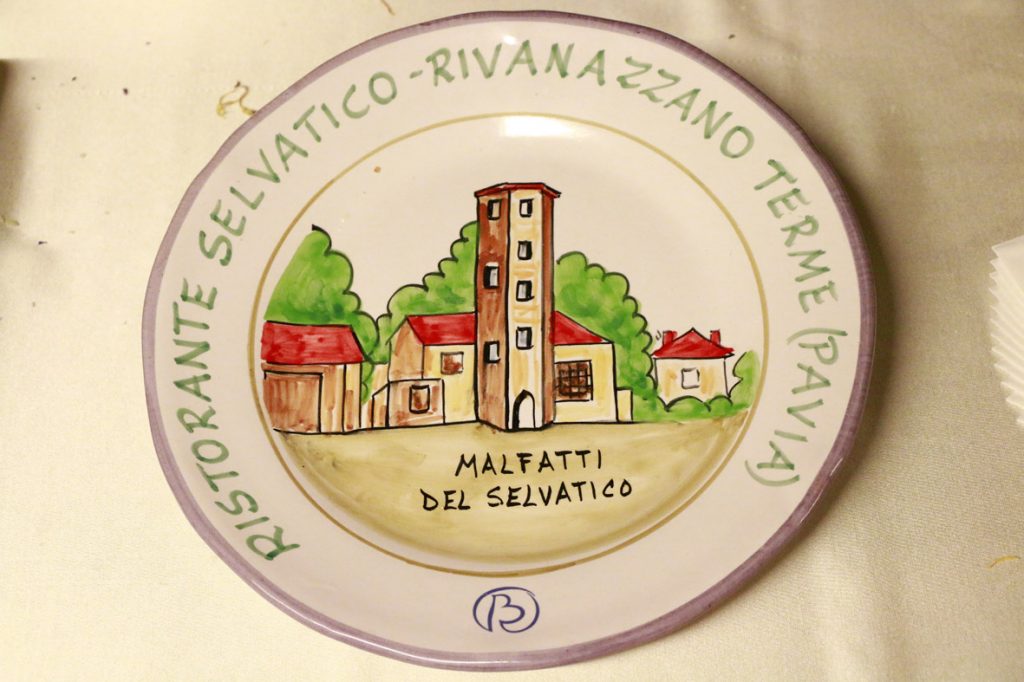 RISTORANTE SELVATICO-RIVANAZZANO TERME (PAVIA)
MALFATTI
DEL SELVATICO
B